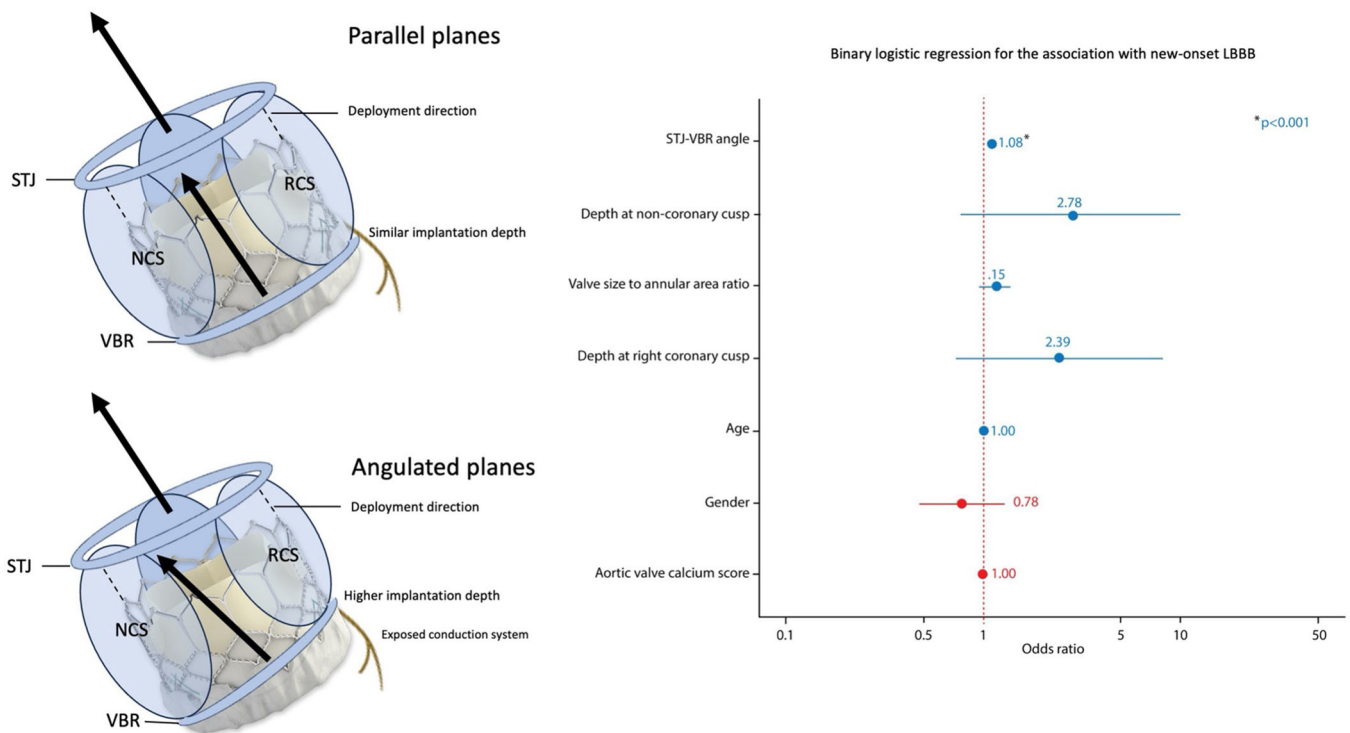 Parallel planes
Deployment direction
STJ
RCS
Similar implantation depth
NCS
VBR
Angulated planes
Deployment direction
STJ
RCS
Higher implantation depth
NCS
Exposed conduction system
VBR
Binary logistic regression for the association with new-onset LBBB
*p<0.001
STJ-VBR angle
1.08*
Depth at non-coronary cusp
2.78
Valve size to annular area ratio
.15
Depth at right coronary cusp
2.39
Age
1.00
Gender
0.78
Aortic valve calcium score
1.00
0.1 0.5 1 5 10 50
Odds ratio